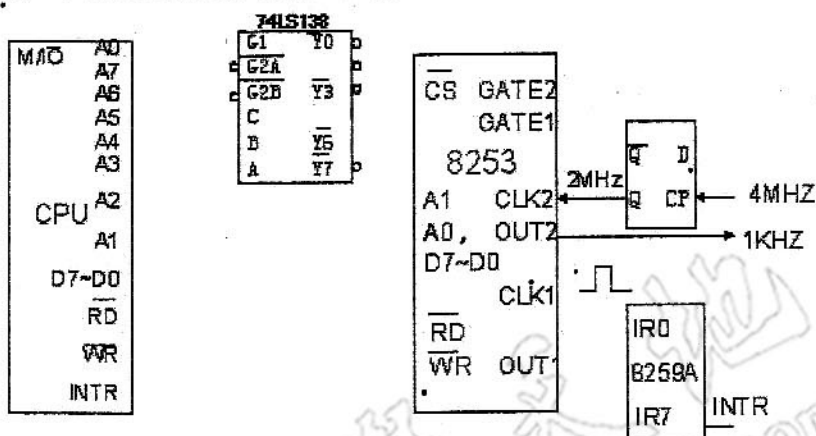 M/IO
A0
A7
A6
A5
A4
A3
CPU
A2
A1
D7~D0
RD
WR
INTR
74LS138
G1 Y0
G2A
G2B Y3
C
B Y6
A Y7
CS GATE2
GATE1
8253
A1 CLK2
A0, OUT2
D7~D0
CLK1
RD
WR OUT1
2MHz
Q D
Q CP
4MHZ
1KHZ
IR0
8259A
IR7
INTR